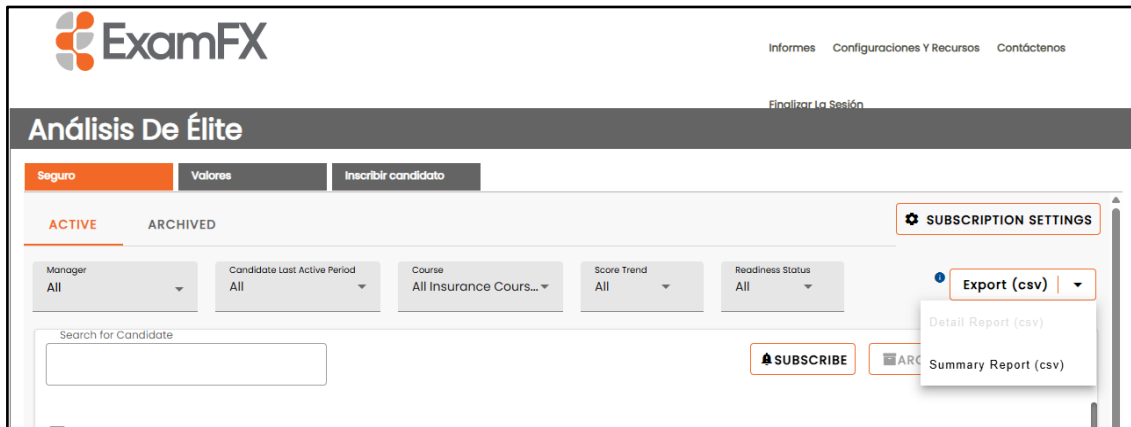 ExamFX
Informes Configuraciones Y Recursos Contáctenos
Finalizar La Sesión
Análisis De Élite
Seguro Valores Inscribir candidato
ACTIVE ARCHIVED
SUBSCRIPTION SETTINGS
Manager Candidate Last Active Period Course Score Trend Readiness Status
All All All Insurance Cours... All All
Export (csv)
Detail Report (csv)
Summary Report (csv)
Search for Candidate
SUBSCRIBE